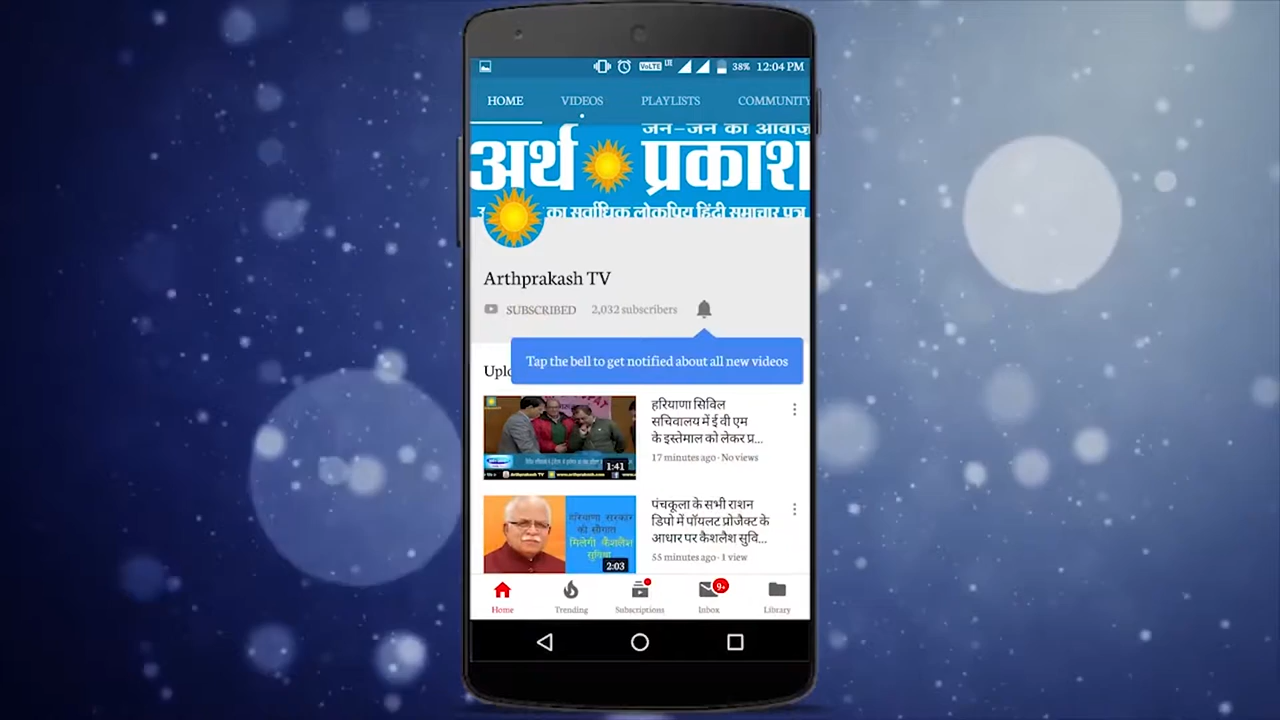 VoLTE 38% 12:04 PM
HOME VIDEOS PLAYLISTS COMMUNITY
जन-जन की आवाज़
अर्थ प्रकाश
का सर्वाधिक लोकप्रिय हिंदी समाचार पत्र
Arthprakash TV
SUBSCRIBED 2,032 subscribers
Tap the bell to get notified about all new videos
Uplo
हरियाणा सिविल
सचिवालय में ई वी एम
के इस्तेमाल को लेकर प्र...
17 minutes ago · No views
Arthprakash TV
1:41
पंचकूला के सभी राशन
डिपो में पॉयलट प्रोजैक्ट के
आधार पर कैशलैश सुवि...
55 minutes ago · 1 view
हरियाणा सरकार
की सौगात
मिलेगी कैशलेश
सुविधा
2:03
9+
Home Trending Subscriptions Inbox Library